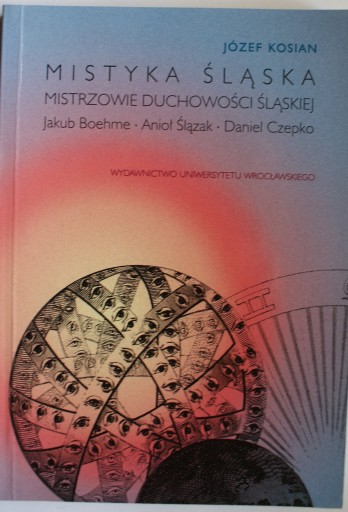 JÓZEF KOSIAN
MISTYKA ŚLĄSKA
MISTRZOWIE DUCHOWOŚCI ŚLĄSKIEJ
Jakub Boehme • Anioł Ślązak • Daniel Czepko
WYDAWNICTWO UNIWERSYTETU WROCŁAWSKIEGO